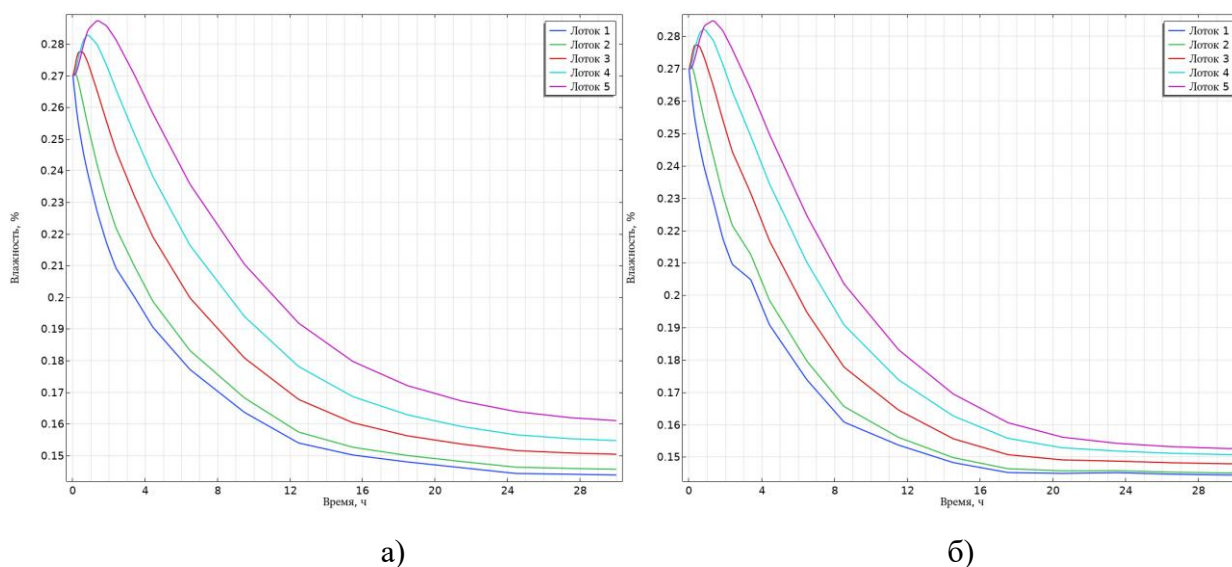 0.28
0.27
0.26
0.25
0.24
0.23
0.22
0.21
0.2
0.19
0.18
0.17
0.16
0.15
Влажность, %
0 4 8 12 16 20 24 28
Время, ч
Лоток 1
Лоток 2
Лоток 3
Лоток 4
Лоток 5
а)
0.28
0.27
0.26
0.25
0.24
0.23
0.22
0.21
0.2
0.19
0.18
0.17
0.16
0.15
Влажность, %
0 4 8 12 16 20 24 28
Время, ч
Лоток 1
Лоток 2
Лоток 3
Лоток 4
Лоток 5
б)